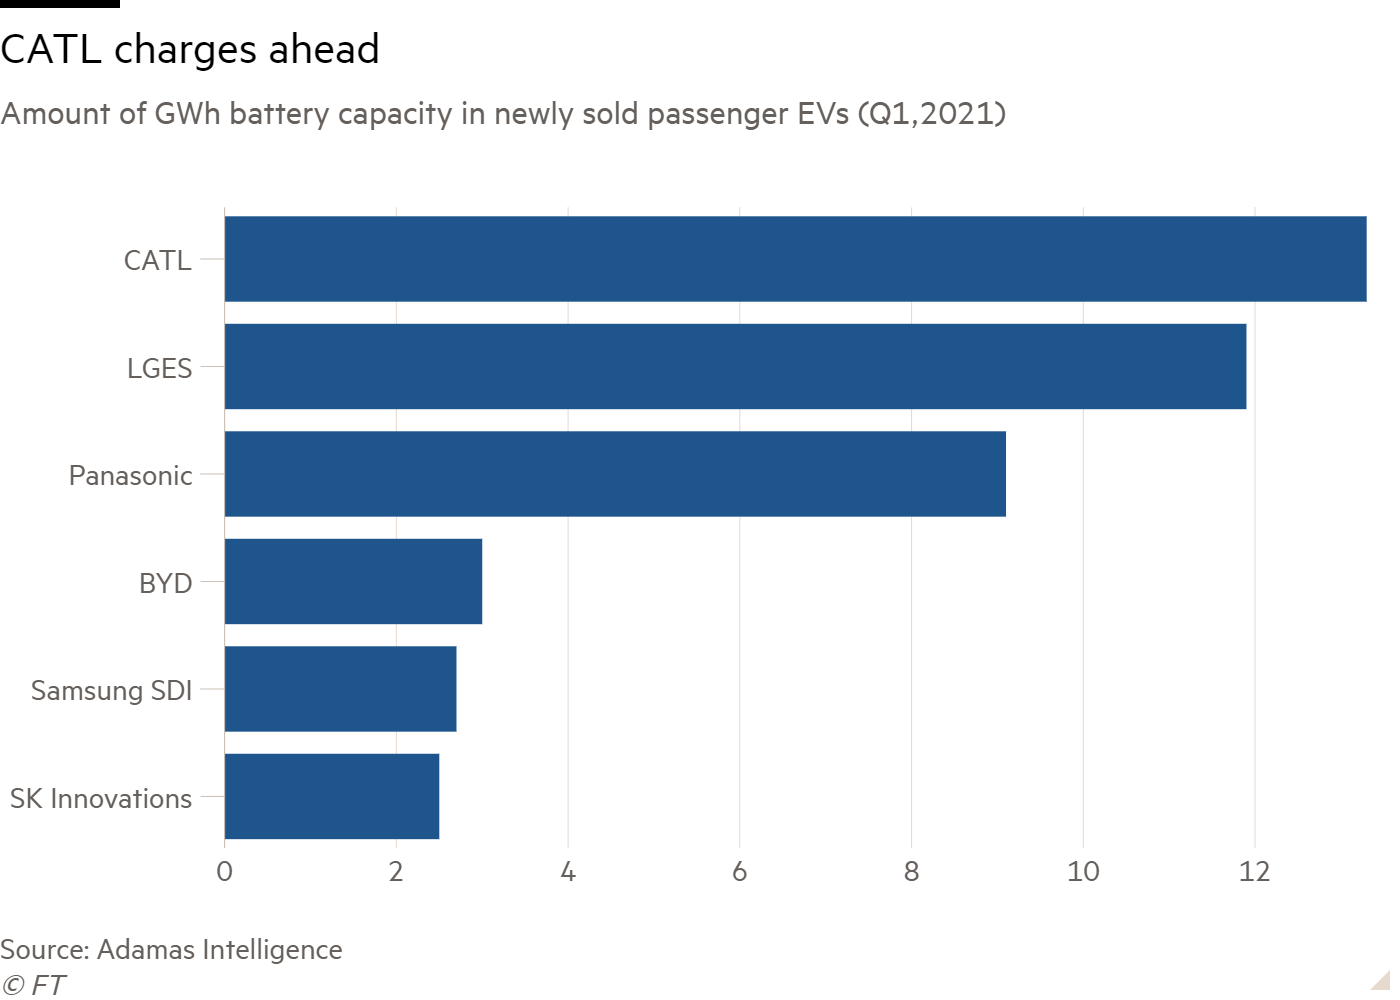 CATL charges ahead
Amount of GWh battery capacity in newly sold passenger EVs (Q1,2021)
CATL
LGES
Panasonic
BYD
Samsung SDI
SK Innovations
0 2 4 6 8 10 12
Source: Adamas Intelligence
© FT